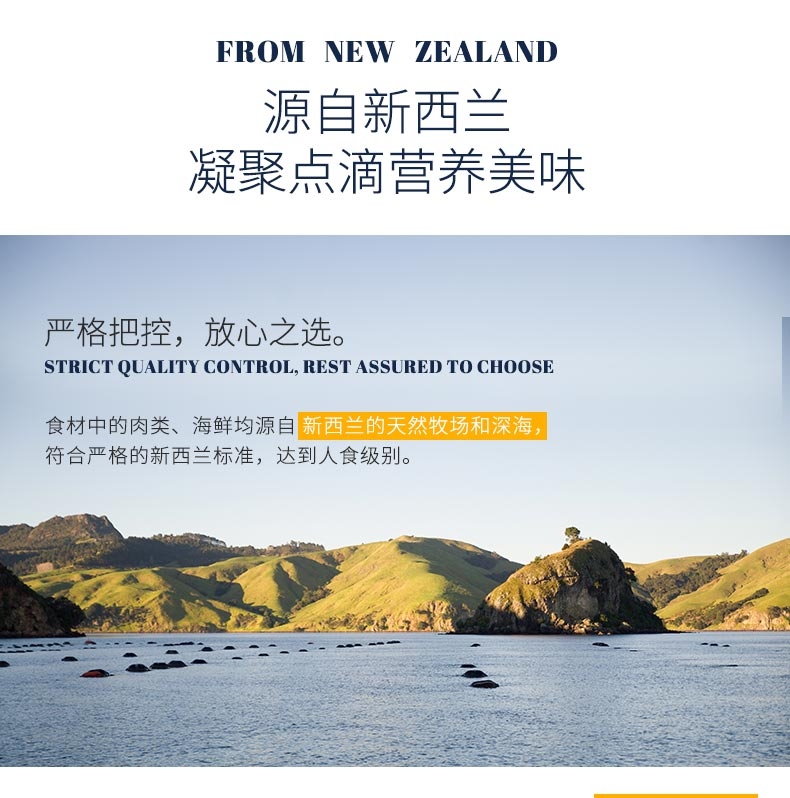 FROM NEW ZEALAND
源自新西兰
凝聚点滴营养美味
严格把控，放心之选。
STRICT QUALITY CONTROL, REST ASSURED TO CHOOSE
食材中的肉类、海鲜均源自新西兰的天然牧场和深海，
符合严格的新西兰标准，达到人食级别。